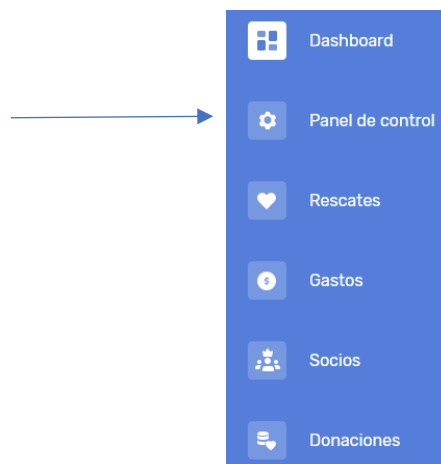 Dashboard
Panel de control
Rescates
Gastos
Socios
Donaciones